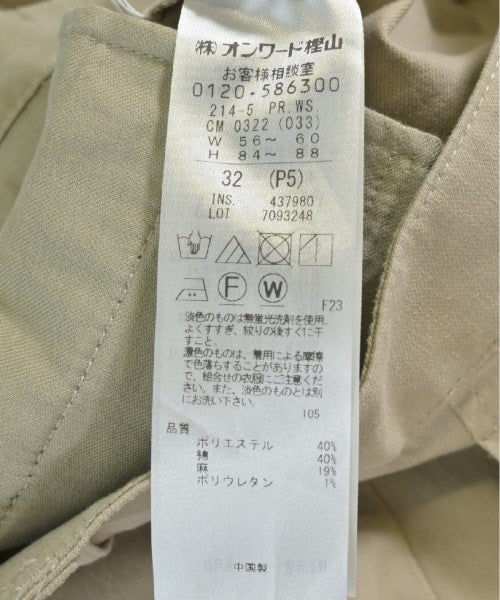 ㈱オンワード樫山
お客様相談室
0120-586300
214-5 PR.WS.
CM 0322 (033)
W 56~ 60
H 84~ 88
32 (P5)
INS. 437980
LOT 7093248
F W
F23
淡色のものは無蛍光洗剤を使用
よくすすぎ、絞りの後すぐに干
すこと。
濃色のものは、着用による摩擦
で色落ちすることがありますの
で、組合せの衣服にご注意くだ
さい。また、淡色のものとは別
にお洗い下さい。
105
品質
ポリエステル 40%
綿 40%
麻 19%
ポリウレタン 1%
中国製